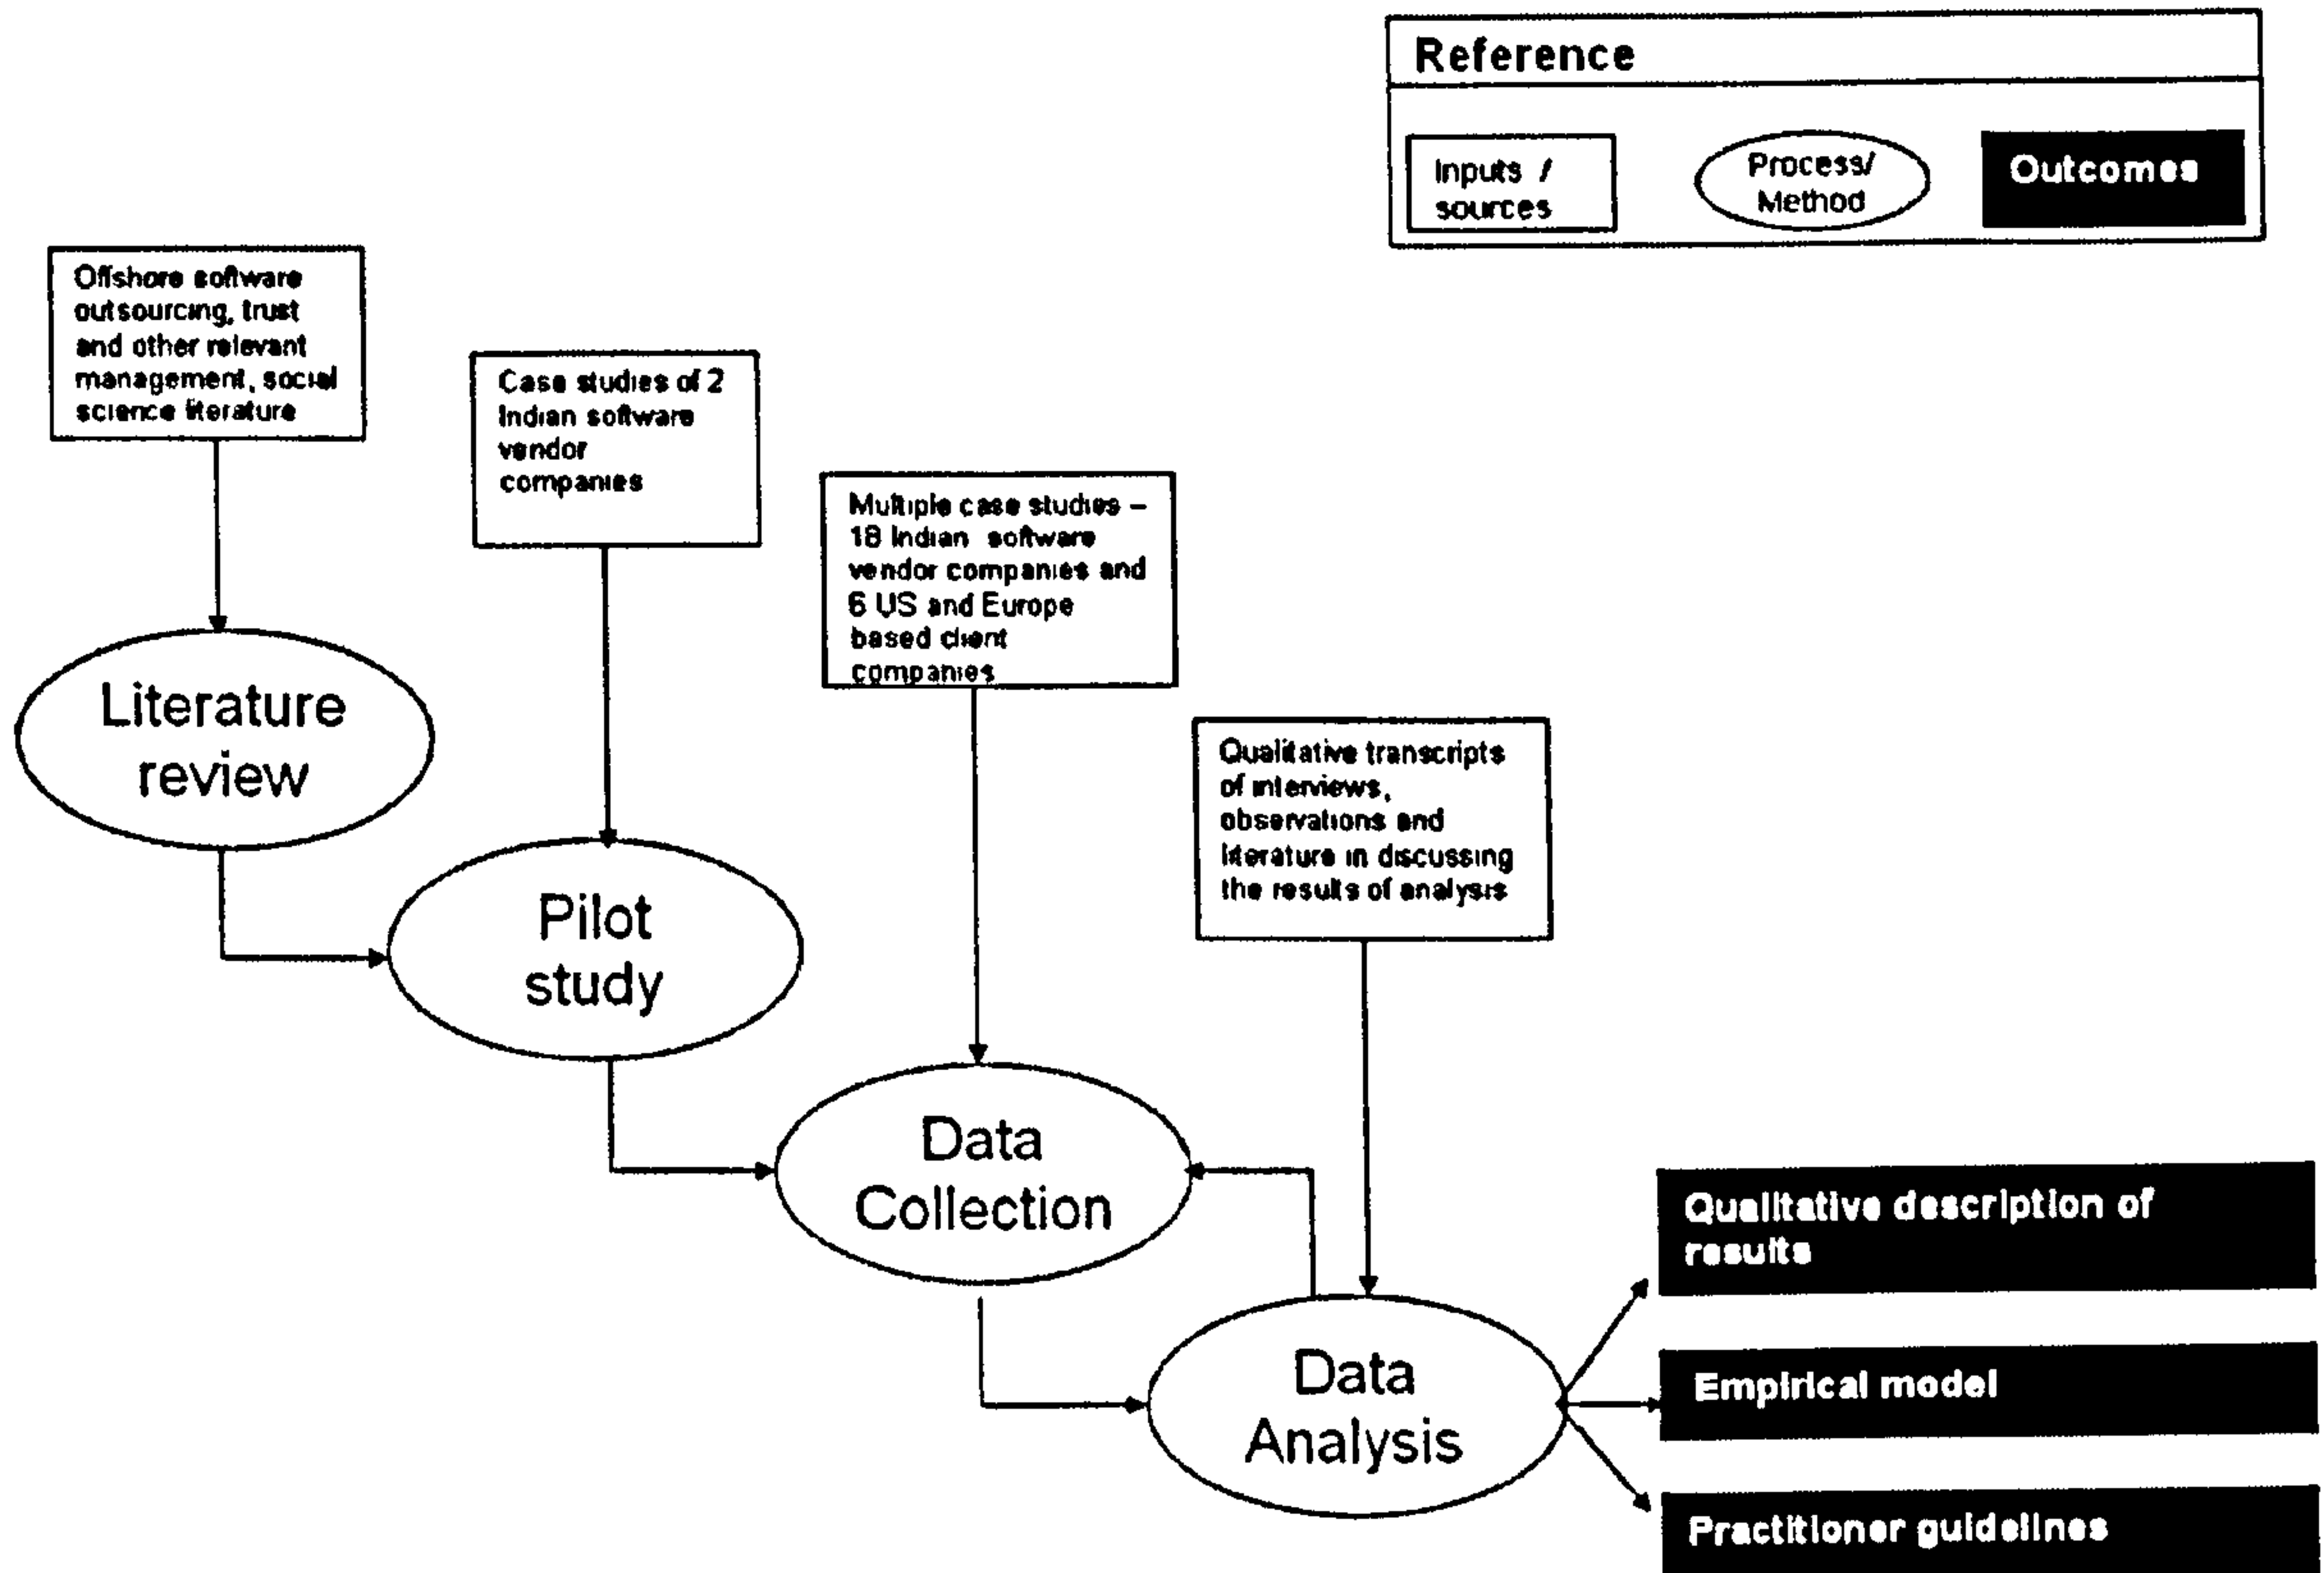 Reference
Inputs /
sources
Process/
Method
Outcomes
Offshore software
outsourcing, trust
and other relevant
management, social
science literature
Case studies of 2
Indian software
vendor
companies
Multiple case studies –
18 Indian software
vendor companies and
6 US and Europe
based client
companies
Literature
review
Qualitative transcripts
of interviews,
observations and
literature in discussing
the results of analysis
Pilot
study
Data
Collection
Qualitative description of
results
Data
Analysis
Empirical model
Practitioner guidelines